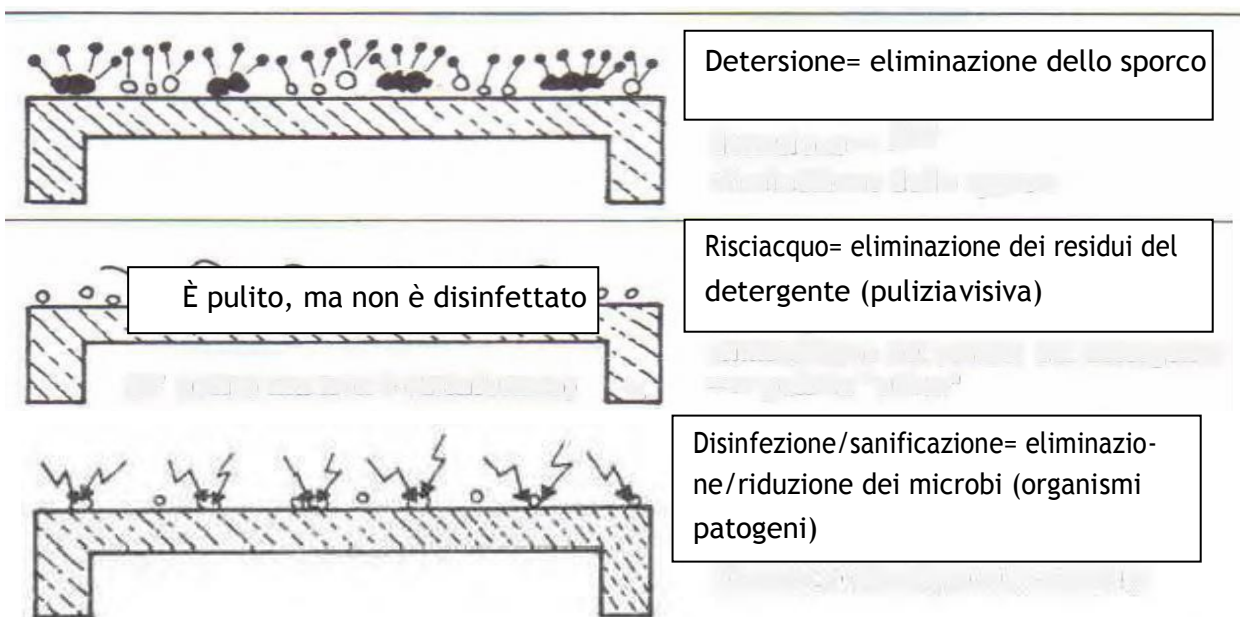 Detersione= eliminazione dello sporco
È pulito, ma non è disinfettato
Risciacquo= eliminazione dei residui del
detergente (puliziavisiva)
Disinfezione/sanificazione= eliminazio-
ne/riduzione dei microbi (organismi
patogeni)